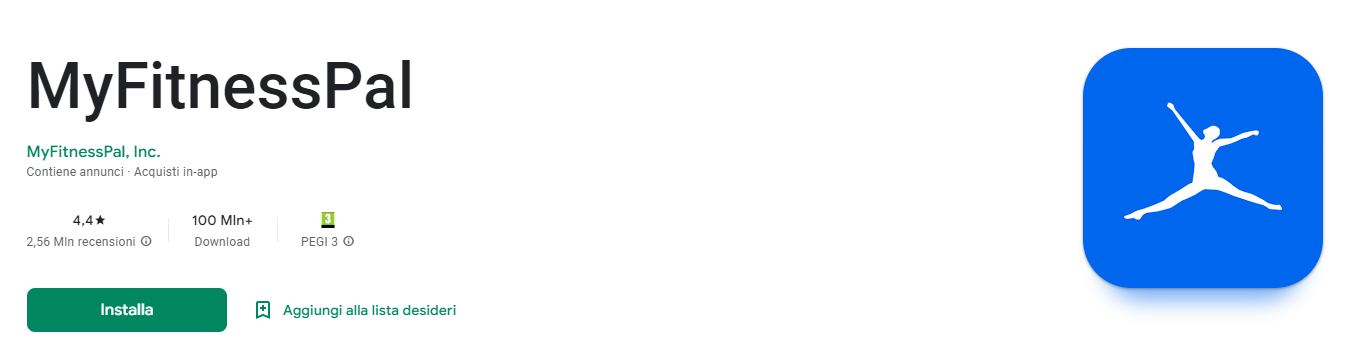 MyFitnessPal
MyFitnessPal, Inc.
Contiene annunci · Acquisti in-app
4,4★
2,56 Mln recensioni
100 Mln+
Download
3
PEGI 3
Installa
Aggiungi alla lista desideri